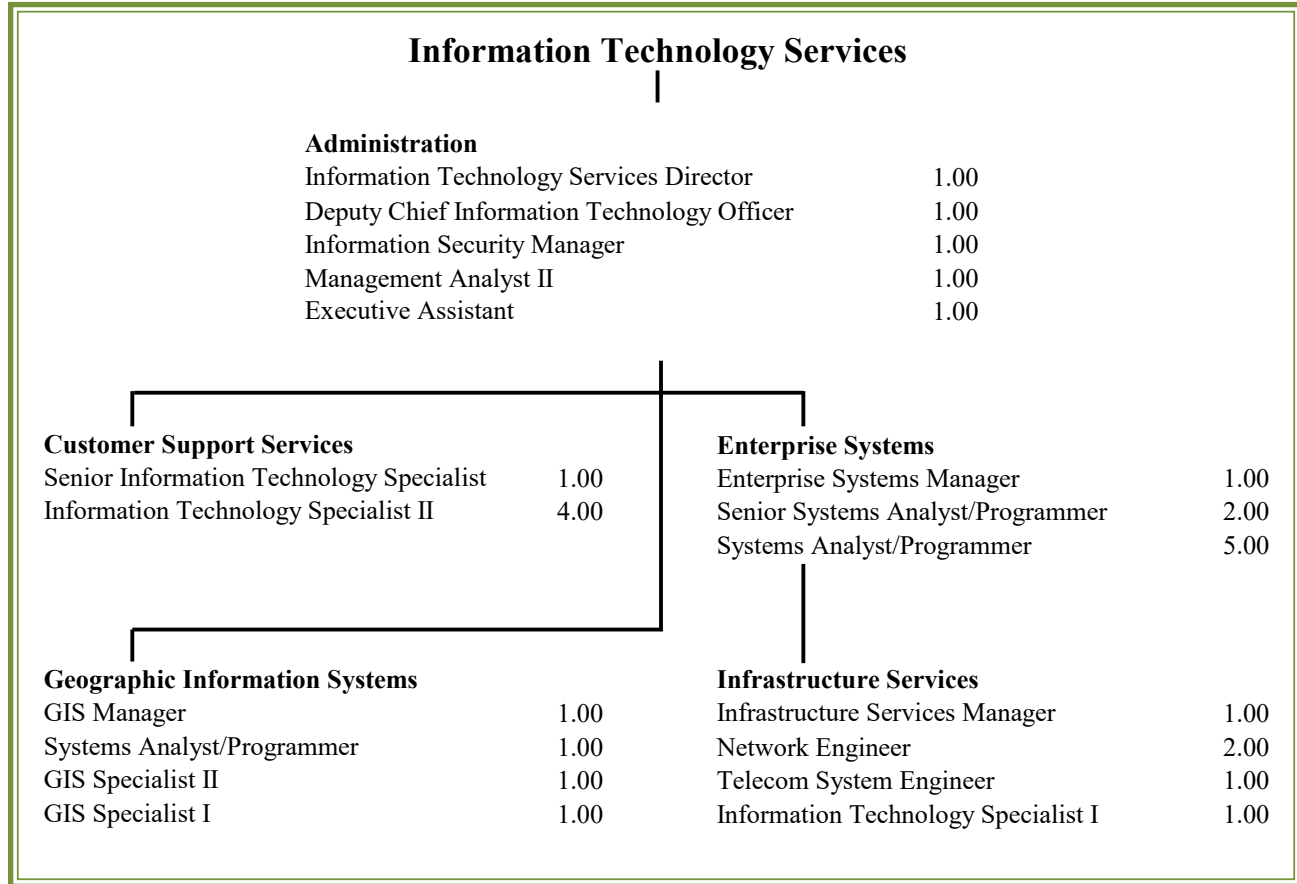 Information Technology Services
Administration
Information Technology Services Director 1.00
Deputy Chief Information Technology Officer 1.00
Information Security Manager 1.00
Management Analyst II 1.00
Executive Assistant 1.00
Customer Support Services
Senior Information Technology Specialist 1.00
Information Technology Specialist II 4.00
Enterprise Systems
Enterprise Systems Manager 1.00
Senior Systems Analyst/Programmer 2.00
Systems Analyst/Programmer 5.00
Geographic Information Systems
GIS Manager 1.00
Systems Analyst/Programmer 1.00
GIS Specialist II 1.00
GIS Specialist I 1.00
Infrastructure Services
Infrastructure Services Manager 1.00
Network Engineer 2.00
Telecom System Engineer 1.00
Information Technology Specialist I 1.00